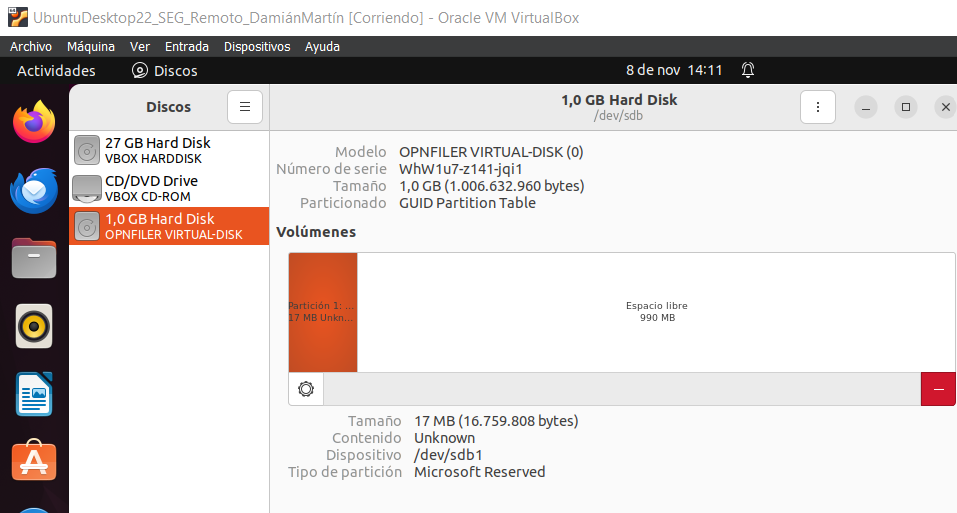 UbuntuDesktop22_SEG_Remoto_DamiánMartín [Corriendo] - Oracle VM VirtualBox
Archivo Máquina Ver Entrada Dispositivos Ayuda
Actividades Discos 8 de nov 14:11
Discos
1,0 GB Hard Disk
/dev/sdb
27 GB Hard Disk
VBOX HARDDISK
CD/DVD Drive
VBOX CD-ROM
1,0 GB Hard Disk
OPNFILER VIRTUAL-DISK
Modelo OPNFILER VIRTUAL-DISK (0)
Número de serie WhW1u7-z141-jqi1
Tamaño 1,0 GB (1.006.632.960 bytes)
Particionado GUID Partition Table
Volúmenes
Partición 1: ...
17 MB Unkn...
Espacio libre
990 MB
Tamaño 17 MB (16.759.808 bytes)
Contenido Unknown
Dispositivo /dev/sdb1
Tipo de partición Microsoft Reserved